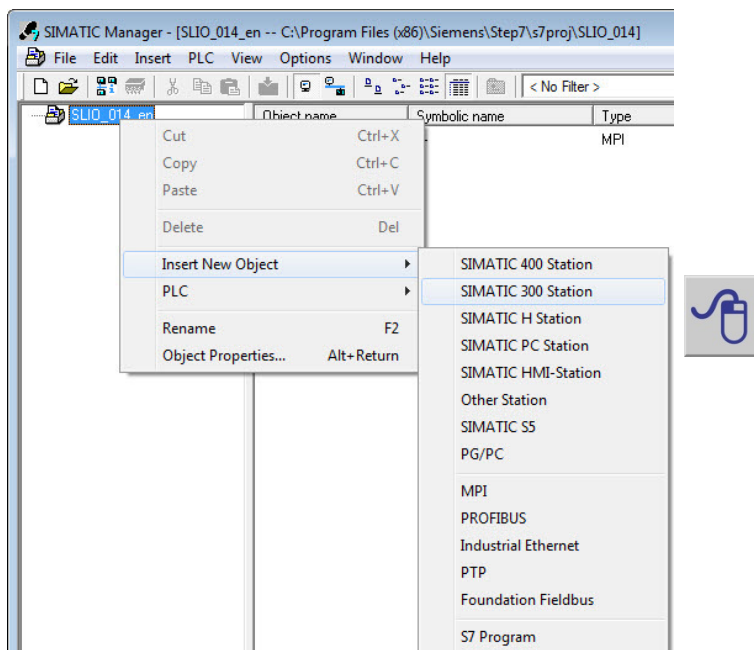 SIMATIC Manager - [SLIO_014_en -- C:\Program Files (x86)\Siemens\Step7\s7proj\SLIO_014]
File Edit Insert PLC View Options Window Help
< No Filter >
SLIO_014_en
Object name Symbolic name Type
MPI
Cut Ctrl+X
Copy Ctrl+C
Paste Ctrl+V
Delete Del
Insert New Object
PLC
Rename F2
Object Properties... Alt+Return
SIMATIC 400 Station
SIMATIC 300 Station
SIMATIC H Station
SIMATIC PC Station
SIMATIC HMI-Station
Other Station
SIMATIC S5
PG/PC
MPI
PROFIBUS
Industrial Ethernet
PTP
Foundation Fieldbus
S7 Program